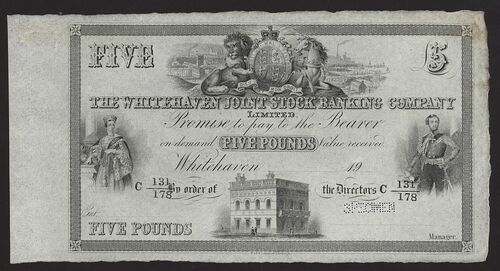 FIVE £5
THE WHITEHAVEN JOINT STOCK BANKING COMPANY
LIMITED.
Promise to pay to the Bearer
on demand FIVE POUNDS Value received
Whitehaven 19
C 131/178 By order of the Directors C 131/178
SPECIMEN
FIVE POUNDS Manager.